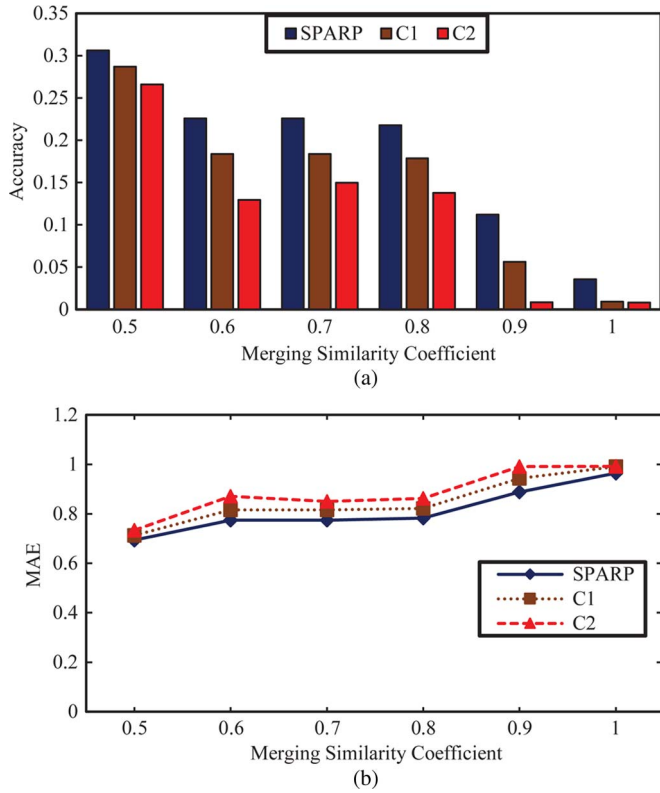 0.35
SPARP C1 C2
0.3
0.25
0.2
0.15
0.1
0.05
0
Accuracy
0.5 0.6 0.7 0.8 0.9 1
Merging Similarity Coefficient
(a)
1.2
1
0.8
0.6
0.4
0.2
0
MAE
SPARP
C1
C2
0.5 0.6 0.7 0.8 0.9 1
Merging Similarity Coefficient
(b)